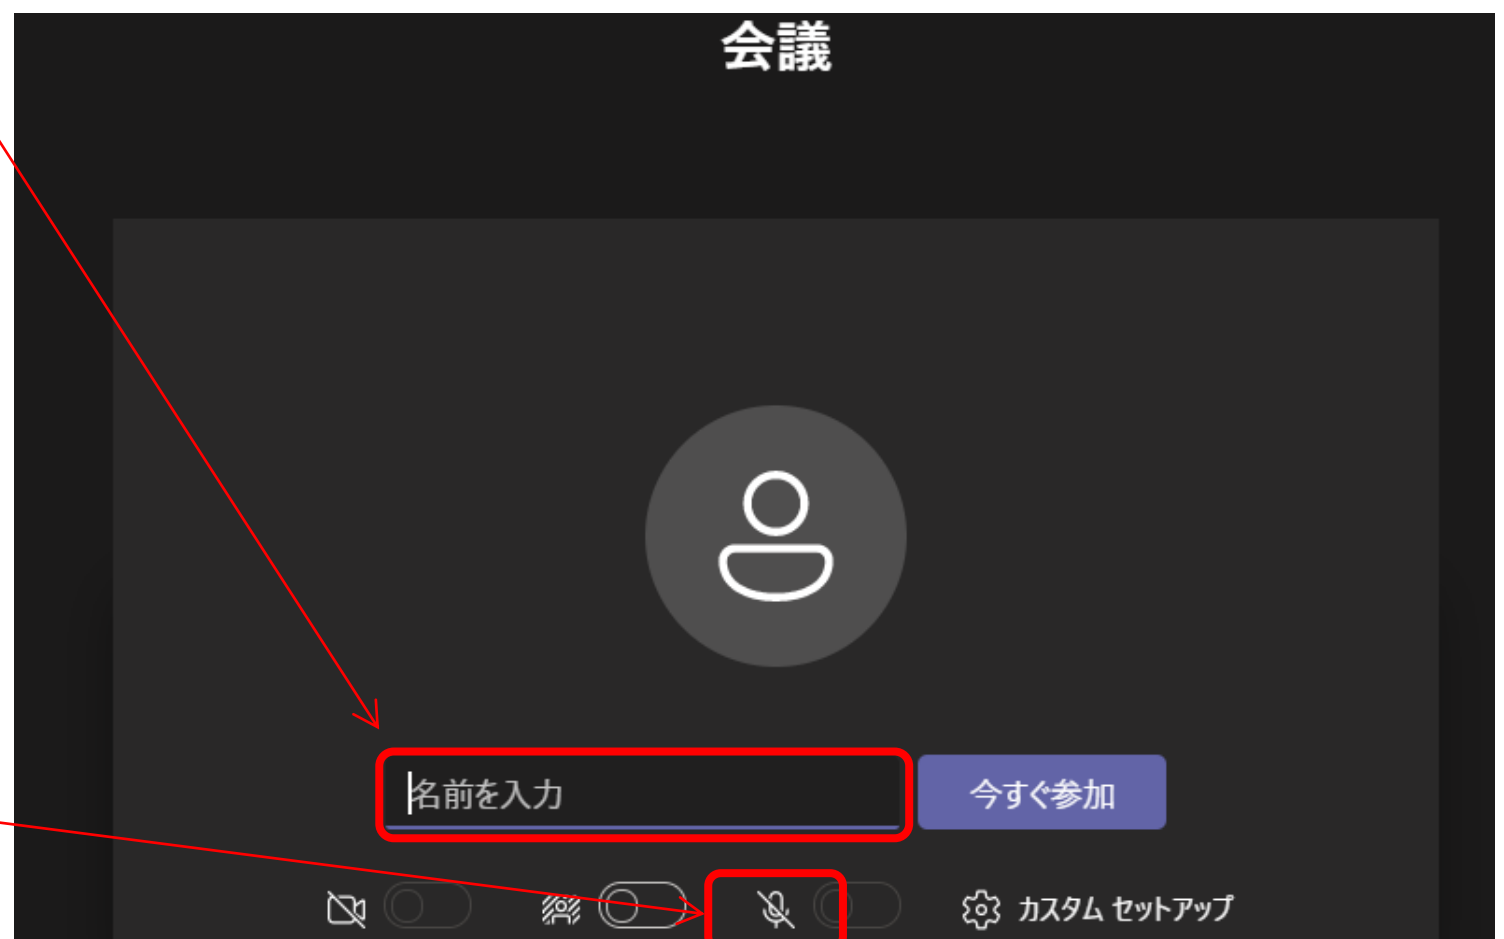 会議
名前を入力
今すぐ参加
カスタム セットアップ